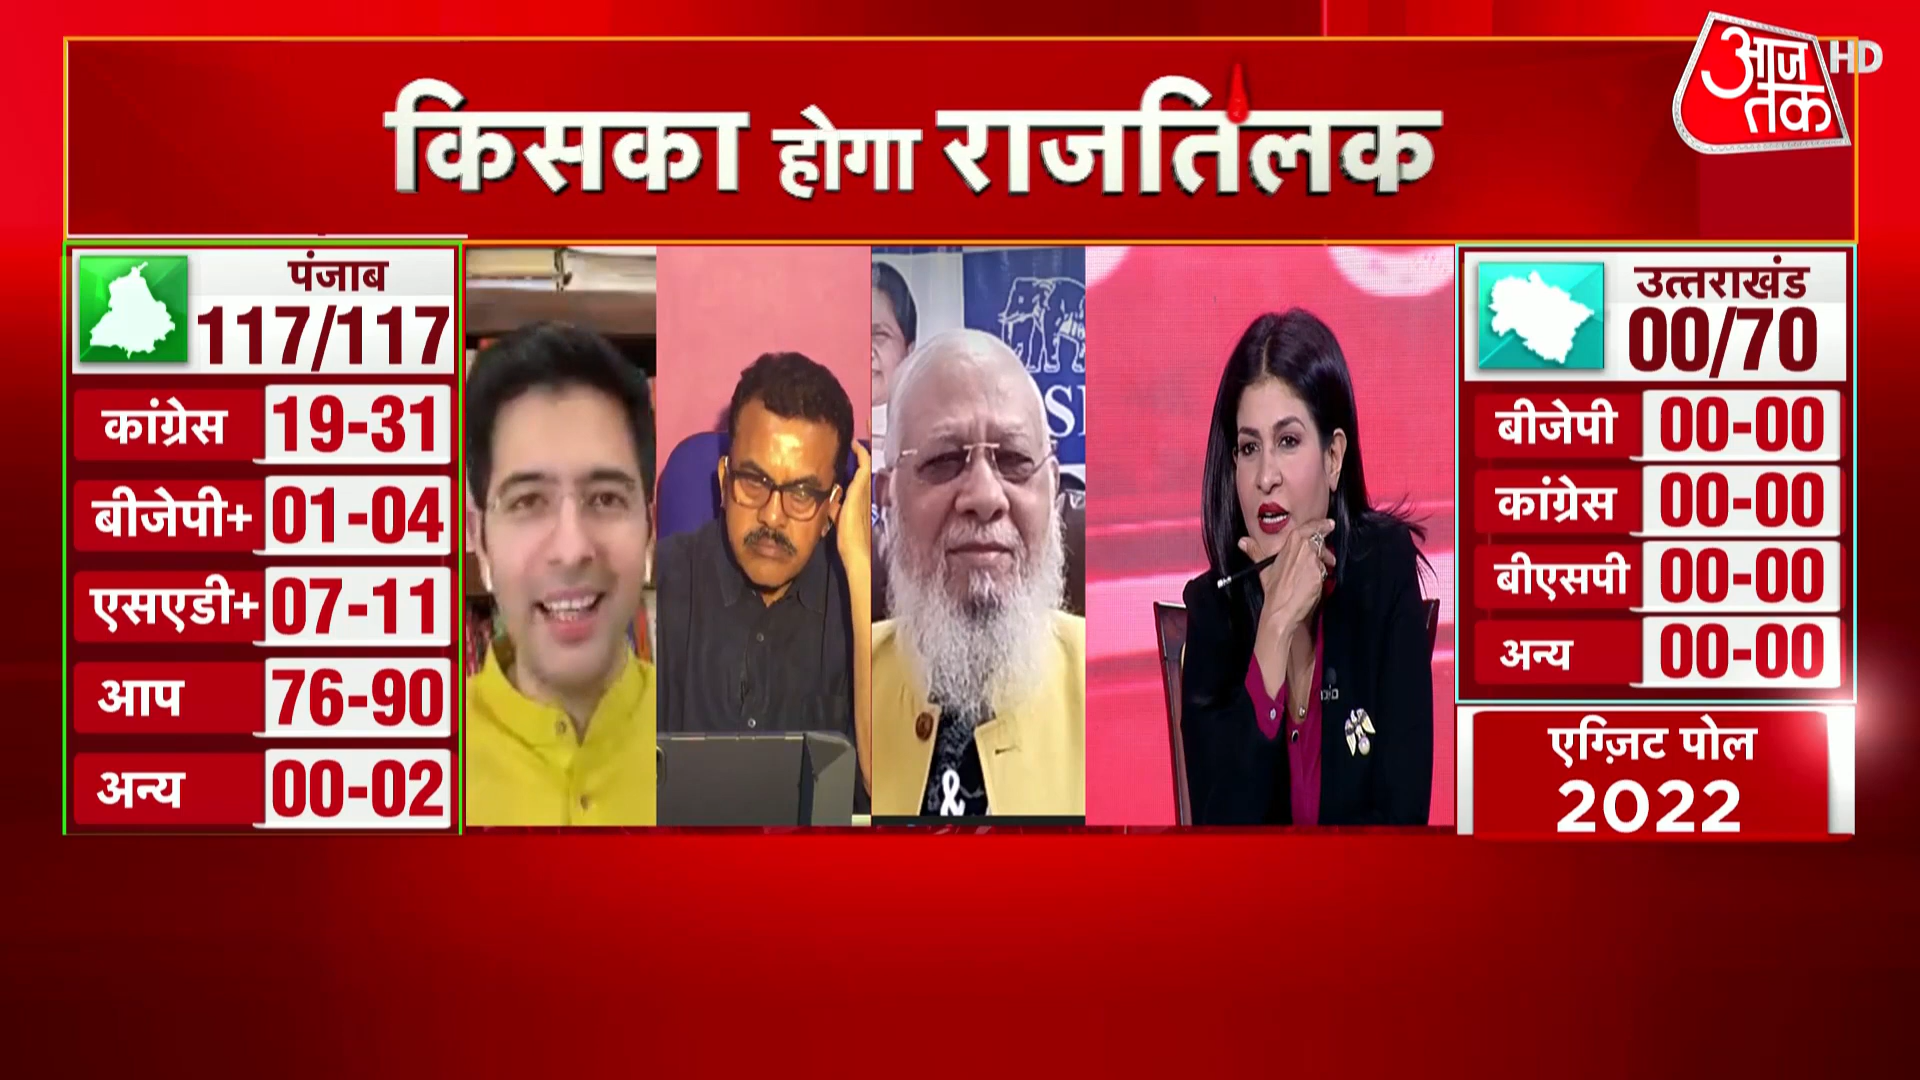 आज
तक
HD
किसका होगा राजतिलक
पंजाब
117/117
कांग्रेस 19-31
बीजेपी+ 01-04
एसएडी+ 07-11
आप 76-90
अन्य 00-02
उत्तराखंड
00/70
बीजेपी 00-00
कांग्रेस 00-00
बीएसपी 00-00
अन्य 00-00
एग्ज़िट पोल
2022